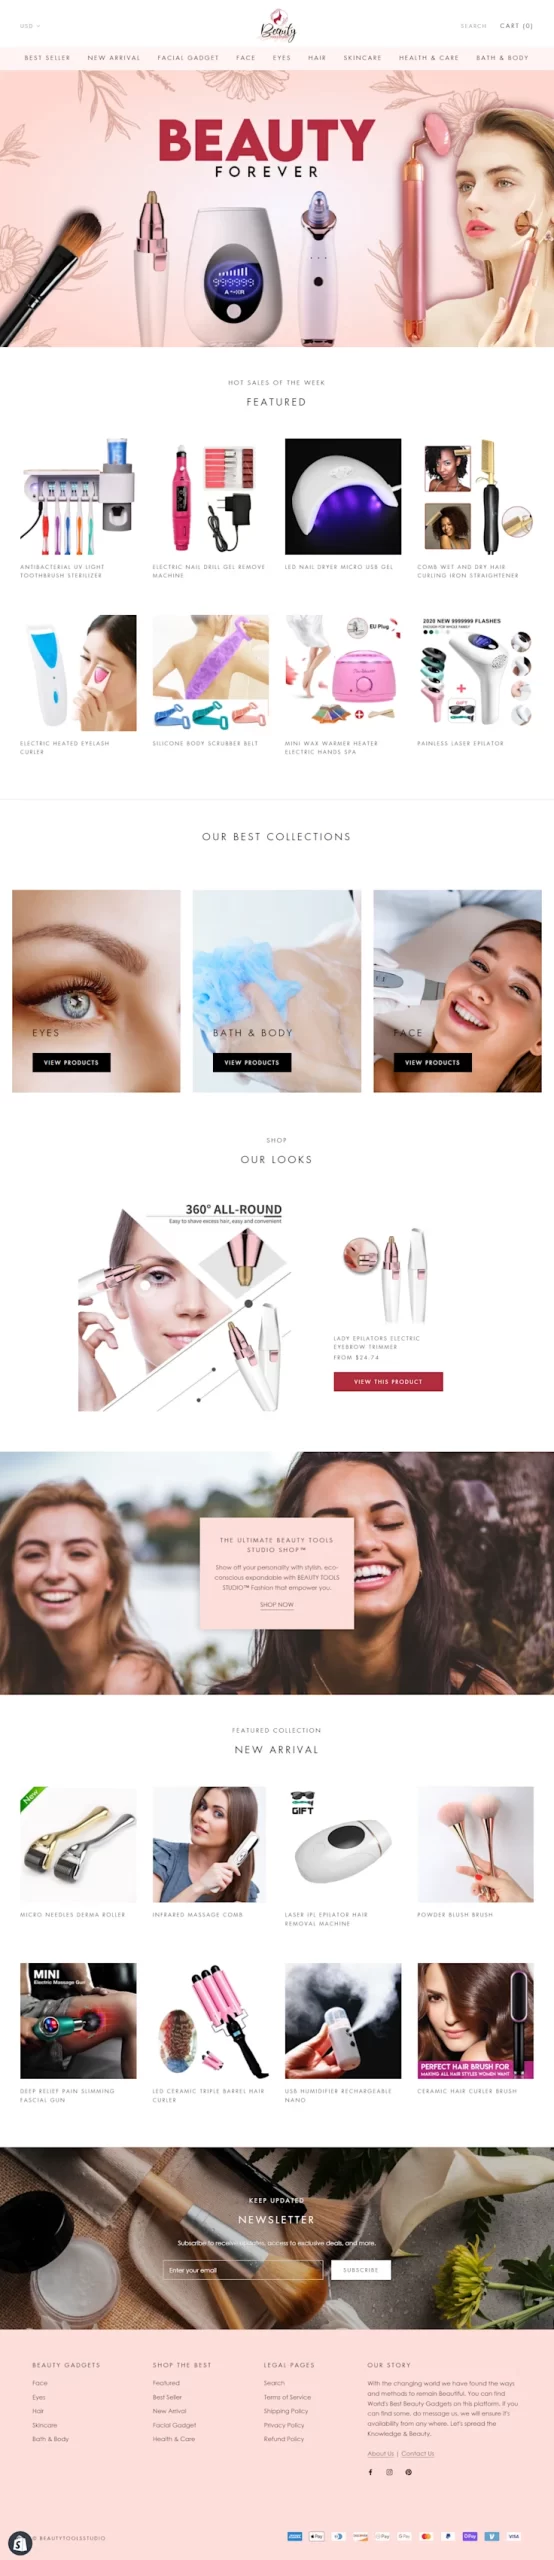 USD
Beauty
SEARCH
CART (0)
BEST SELLER
NEW ARRIVAL
FACIAL GADGET
FACE
EYES
HAIR
SKINCARE
HEALTH & CARE
BATH & BODY
BEAUTY
FOREVER
999999
HOT SALES OF THE WEEK
FEATURED
ANTIBACTERIAL UV LIGHT
TOOTHBRUSH STERILIZER
ELECTRIC NAIL DRILL GEL REMOVE
MACHINE
LED NAIL DRYER MICRO USB GEL
COMB WET AND DRY HAIR
CURLING IRON STRAIGHTENER
EU Plug
2020 NEW 9999999 FLASHES
GIFT
ELECTRIC HEATED EYELASH
CURLER
SILICONE BODY SCRUBBER BELT
MINI WAX WARMER HEATER
ELECTRIC HANDS SPA
PAINLESS LASER EPILATOR
OUR BEST COLLECTIONS
EYES
VIEW PRODUCTS
BATH & BODY
VIEW PRODUCTS
FACE
VIEW PRODUCTS
SHOP
OUR LOOKS
360° ALL-ROUND
Easy to shave excess hair, easy and convenient
LADY EPILATORS ELECTRIC
EYEBROW TRIMMER
FROM $24.74
VIEW THIS PRODUCT
THE ULTIMATE BEAUTY TOOLS
STUDIO SHOP™
Show off your personality with stylish, eco-
conscious expandable with BEAUTY TOOLS
STUDIO™ Fashion that empower you.
SHOP NOW
FEATURED COLLECTION
NEW ARRIVAL
New
GIFT
MICRO NEEDLES DERMA ROLLER
INFRARED MASSAGE COMB
LASER IPL EPILATOR HAIR
REMOVAL MACHINE
POWDER BLUSH BRUSH
MINI
Electric Massage Gun
PERFECT HAIR BRUSH FOR
MAKING ALL HAIR STYLES WOMEN WANT
DEEP RELIEF PAIN SLIMMING
FASCIAL GUN
LED CERAMIC TRIPLE BARREL HAIR
CURLER
USB HUMIDIFIER RECHARGEABLE
NANO
CERAMIC HAIR CURLER BRUSH
KEEP UPDATED
NEWSLETTER
Subscribe to receive updates, access to exclusive deals, and more.
Enter your email
SUBSCRIBE
BEAUTY GADGETS
Face
Eyes
Hair
Skincare
Bath & Body
SHOP THE BEST
Featured
Best Seller
New Arrival
Facial Gadget
Health & Care
LEGAL PAGES
Search
Terms of Service
Shipping Policy
Privacy Policy
Refund Policy
OUR STORY
With the changing world we have found the ways
and methods to remain Beautiful. You can find
World's Best Beauty Gadgets on this platform, if you
can find some, do message us, we will ensure it's
availability from any where. Let's spread the
Knowledge & Beauty.
About Us | Contact Us
© BEAUTYTOOLSSTUDIO
Pay
Pay
Pay
VISA